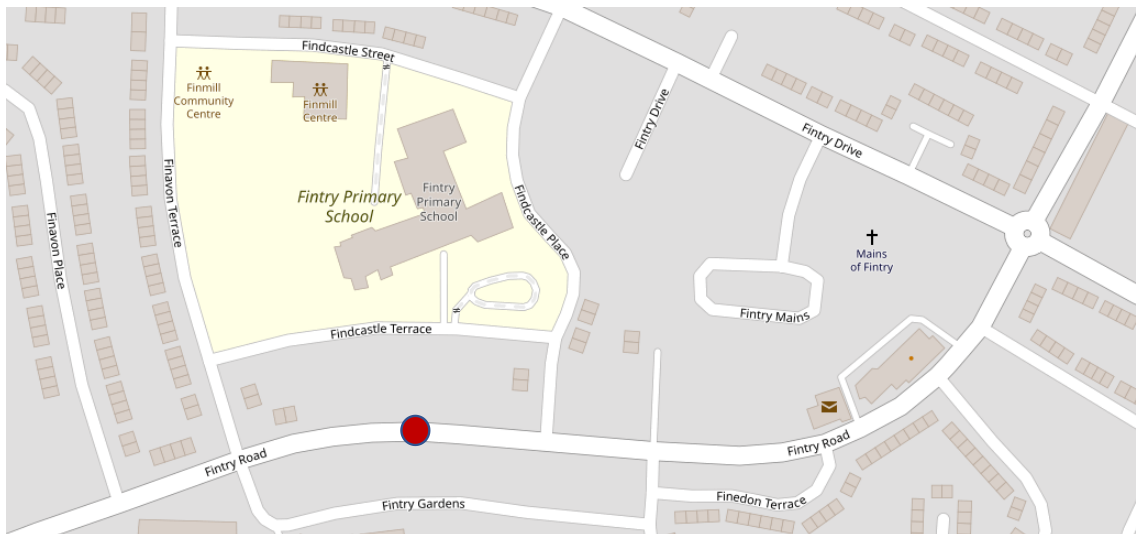 Findcastle Street
Finmill
Community
Centre
Finmill
Centre
Fintry Drive
Fintry Drive
Fintry Primary
School
Fintry
Primary
School
Finavon Terrace
Finavon Place
Findcastle Place
Mains
of Fintry
Fintry Mains
Findcastle Terrace
Fintry Road
Fintry Road
Fintry Gardens
Finedon Terrace